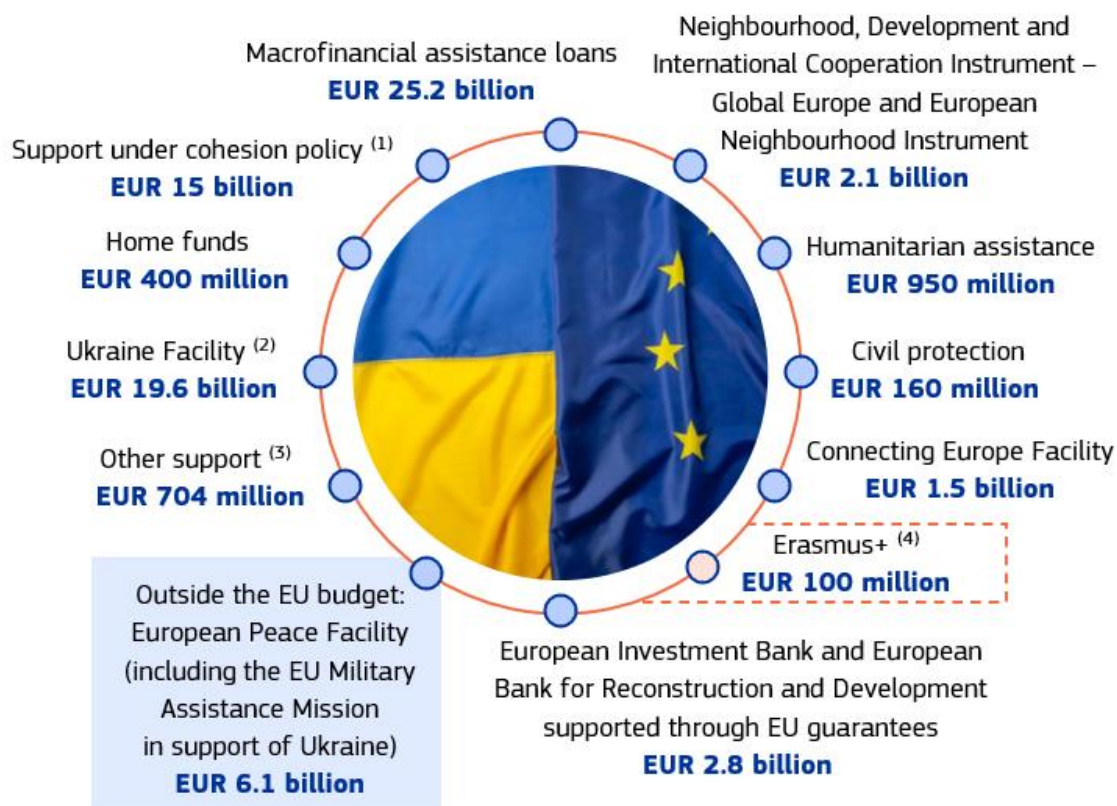 Macrofinancial assistance loans
EUR 25.2 billion
Neighbourhood, Development and
International Cooperation Instrument –
Global Europe and European
Neighbourhood Instrument
EUR 2.1 billion
Support under cohesion policy (1)
EUR 15 billion
Humanitarian assistance
EUR 950 million
Home funds
EUR 400 million
Civil protection
EUR 160 million
Ukraine Facility (2)
EUR 19.6 billion
Connecting Europe Facility
EUR 1.5 billion
Other support (3)
EUR 704 million
Erasmus+ (4)
EUR 100 million
Outside the EU budget:
European Peace Facility
(including the EU Military
Assistance Mission
in support of Ukraine)
EUR 6.1 billion
European Investment Bank and European
Bank for Reconstruction and Development
supported through EU guarantees
EUR 2.8 billion